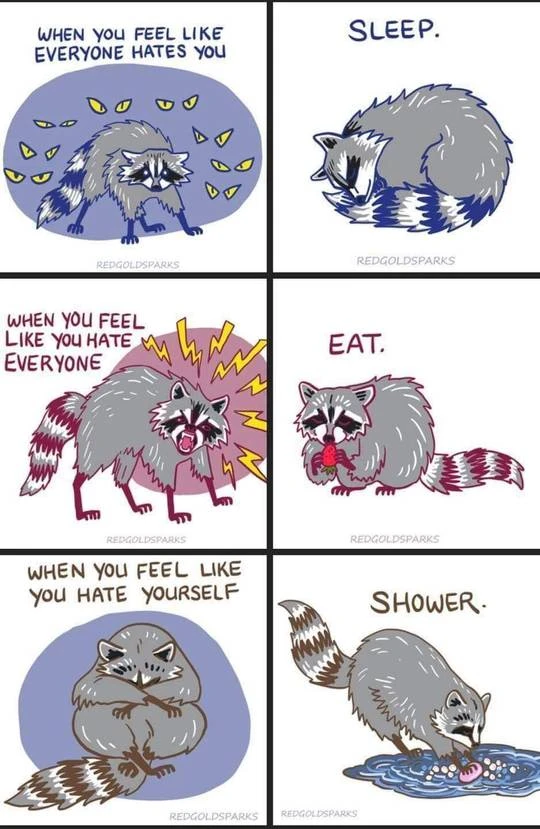 WHEN YOU FEEL LIKE
EVERYONE HATES YOU
REDGOLDSPARKS
SLEEP.
REDGOLDSPARKS
WHEN YOU FEEL
LIKE YOU HATE
EVERYONE
REDGOLDSPARKS
EAT.
REDGOLDSPARKS
WHEN YOU FEEL LIKE
YOU HATE YOURSELF
REDGOLDSPARKS
SHOWER.
REDGOLDSPARKS